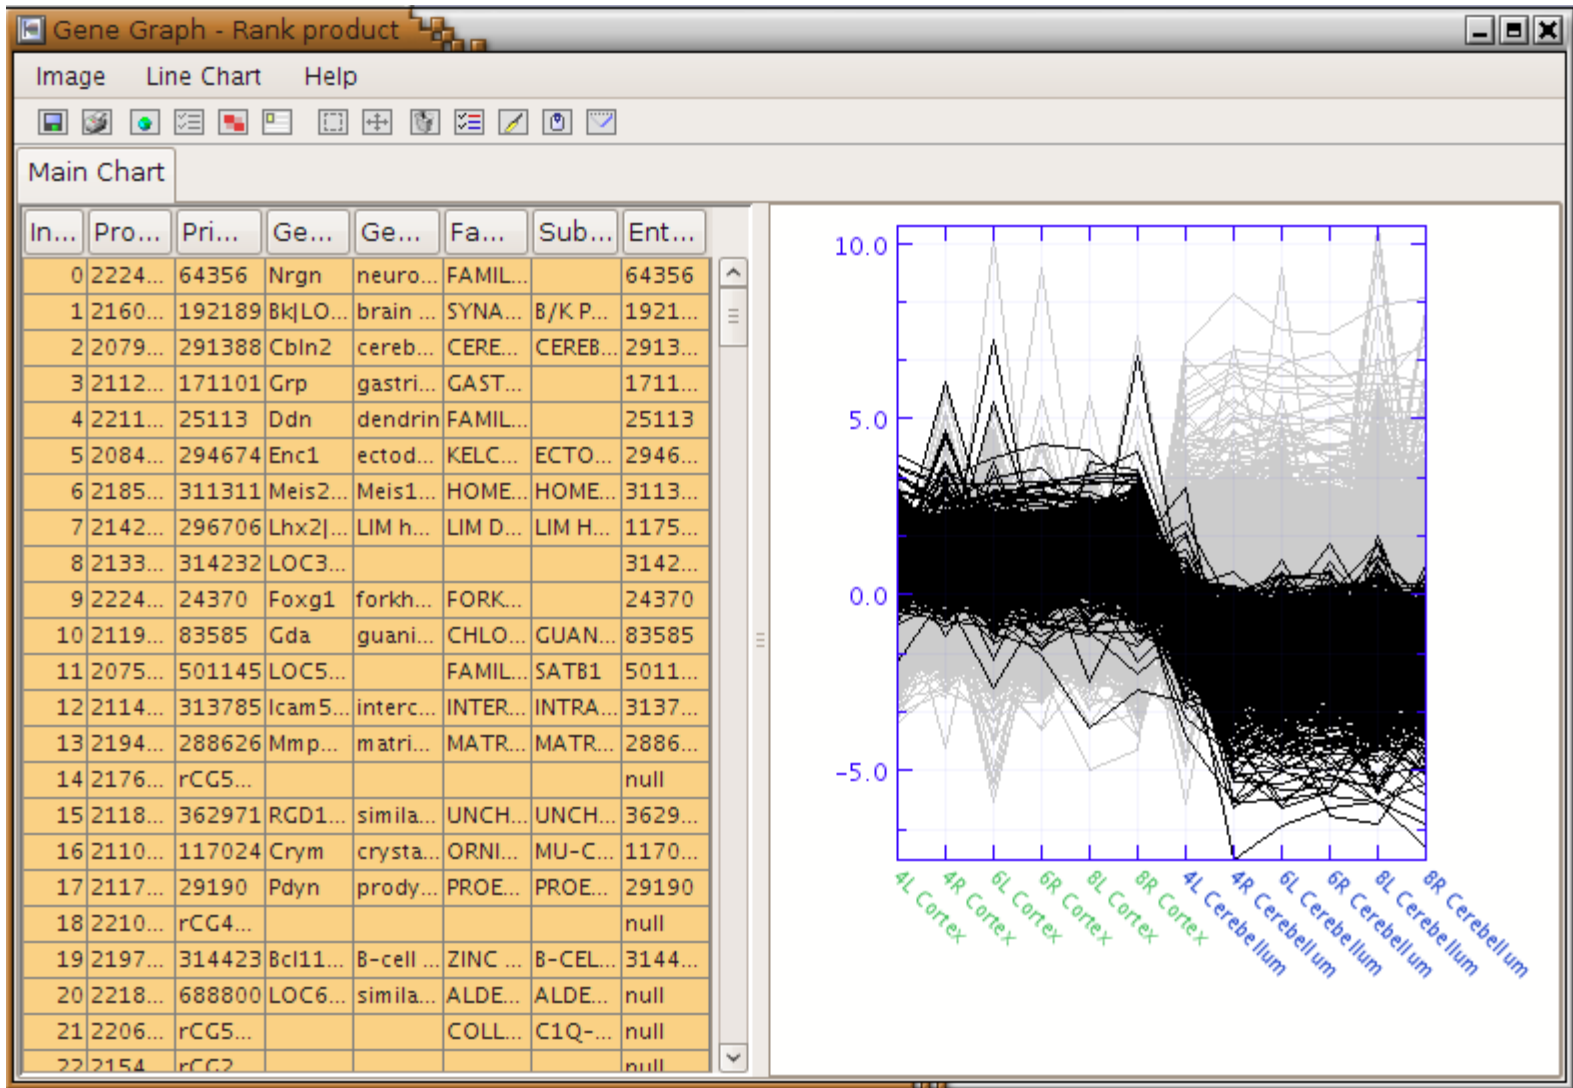 Gene Graph - Rank product
Image Line Chart Help
Main Chart
In... Pro... Pri... Ge... Ge... Fa... Sub... Ent...
0 2224... 64356 Nrgn neuro... FAMIL... 64356
1 2160... 192189 Bk|LO... brain ... SYNA... B/K P... 1921...
2 2079... 291388 Cbln2 cereb... CERE... CEREB... 2913...
3 2112... 171101 Grp gastri... GAST... 1711...
4 2211... 25113 Ddn dendrin FAMIL... 25113
5 2084... 294674 Enc1 ectod... KELC... ECTO... 2946...
6 2185... 311311 Meis2... Meis1... HOME... HOME... 3113...
7 2142... 296706 Lhx2|... LIM h... LIM D... LIM H... 1175...
8 2133... 314232 LOC3... 3142...
9 2224... 24370 Foxg1 forkh... FORK... 24370
10 2119... 83585 Gda guani... CHLO... GUAN... 83585
11 2075... 501145 LOC5... FAMIL... SATB1 5011...
12 2114... 313785 Icam5... interc... INTER... INTRA... 3137...
13 2194... 288626 Mmp... matri... MATR... MATR... 2886...
14 2176... rCG5... null
15 2118... 362971 RGD1... simila... UNCH... UNCH... 3629...
16 2110... 117024 Crym crysta... ORNI... MU-C... 1170...
17 2117... 29190 Pdyn prody... PROE... PROE... 29190
18 2210... rCG4... null
19 2197... 314423 Bcl11... B-cell ... ZINC ... B-CEL... 3144...
20 2218... 688800 LOC6... simila... ALDE... ALDE... null
21 2206... rCG5... COLL... C1Q-... null
22 2154 rCG2 null
10.0
5.0
0.0
-5.0
4L Cortex
4R Cortex
6L Cortex
6R Cortex
8L Cortex
8R Cortex
4L Cerebellum
4R Cerebellum
6L Cerebellum
6R Cerebellum
8L Cerebellum
8R Cerebellum